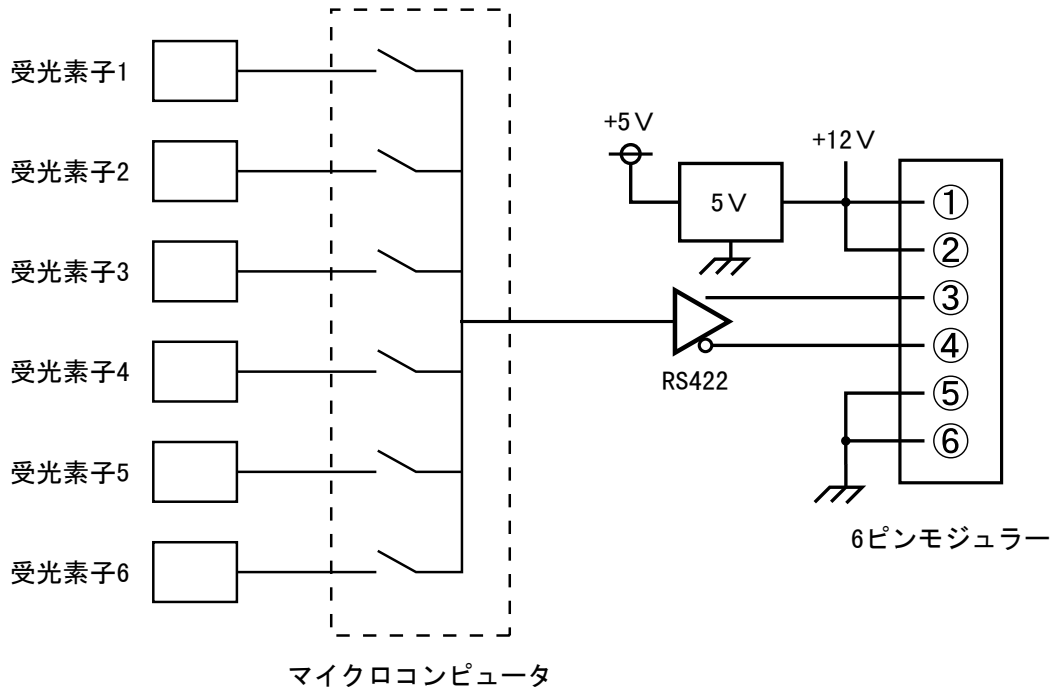 受光素子1
受光素子2
受光素子3
受光素子4
受光素子5
受光素子6
マイクロコンピュータ
+5V
5V
+12V
RS422
①
②
③
④
⑤
⑥
6ピンモジュラー